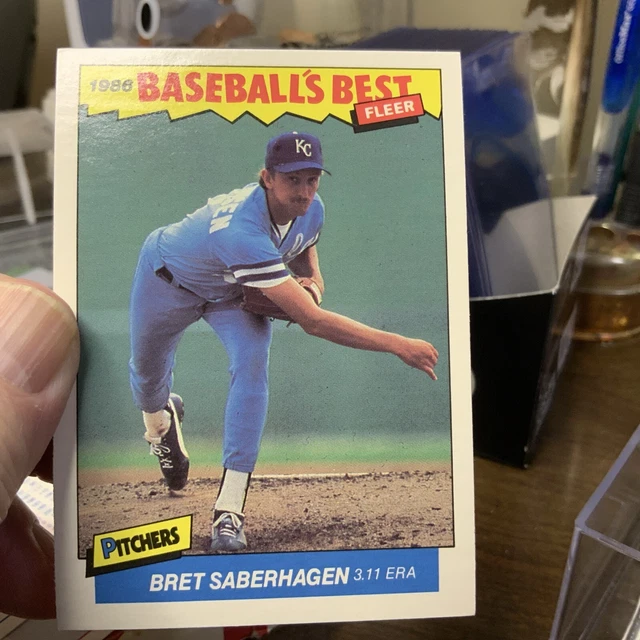 1986 BASEBALL'S BEST
FLEER
KC
PITCHERS
BRET SABERHAGEN 3.11 ERA